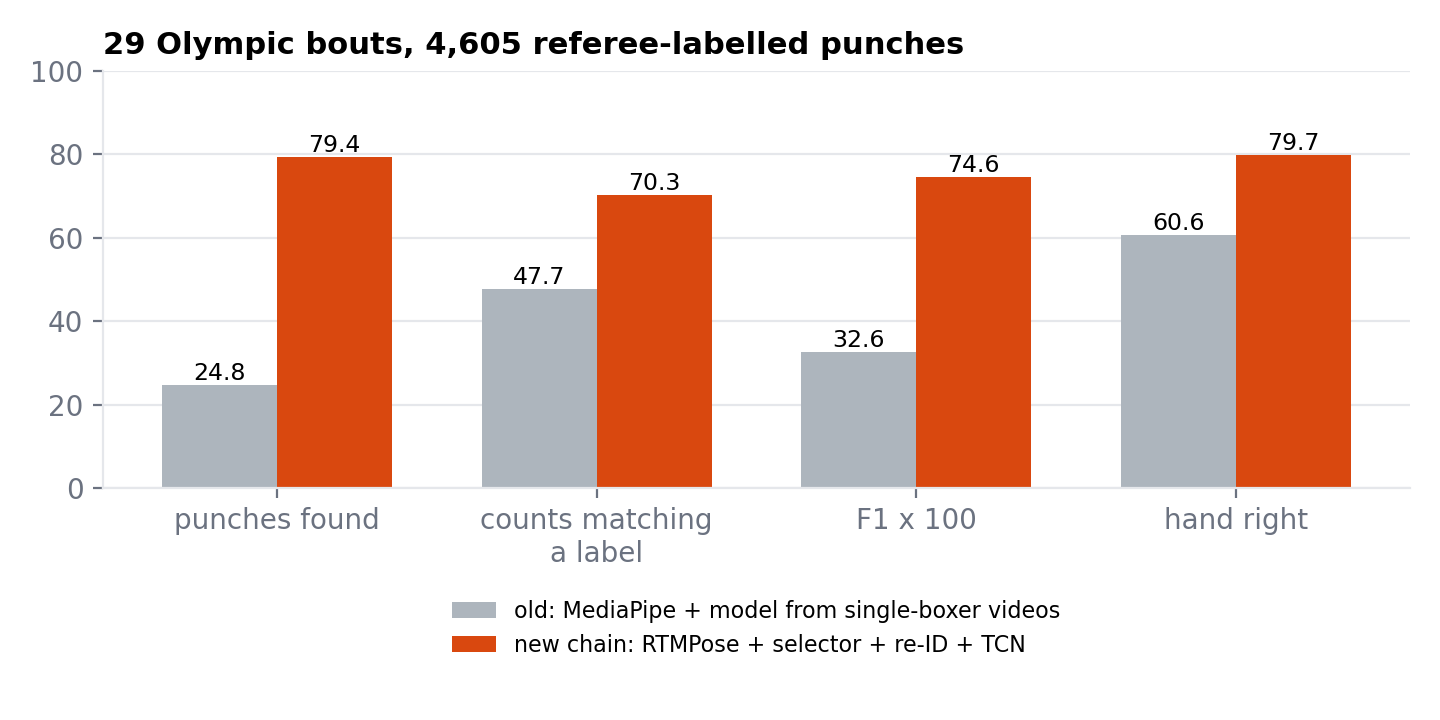 29 Olympic bouts, 4,605 referee-labelled punches
100
80
60
40
20
0
24.8
79.4
47.7
70.3
32.6
74.6
60.6
79.7
punches found
counts matching
a label
F1 x 100
hand right
old: MediaPipe + model from single-boxer videos
new chain: RTMPose + selector + re-ID + TCN